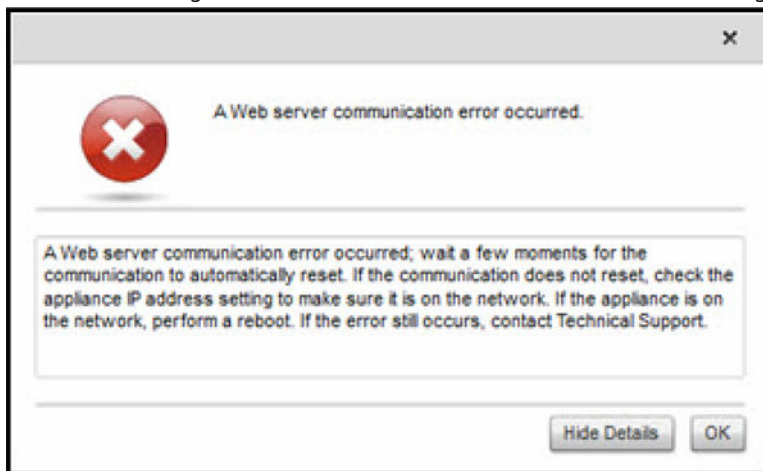 A Web server communication error occurred.
A Web server communication error occurred; wait a few moments for the
communication to automatically reset. If the communication does not reset, check the
appliance IP address setting to make sure it is on the network. If the appliance is on
the network, perform a reboot. If the error still occurs, contact Technical Support.
Hide Details
OK